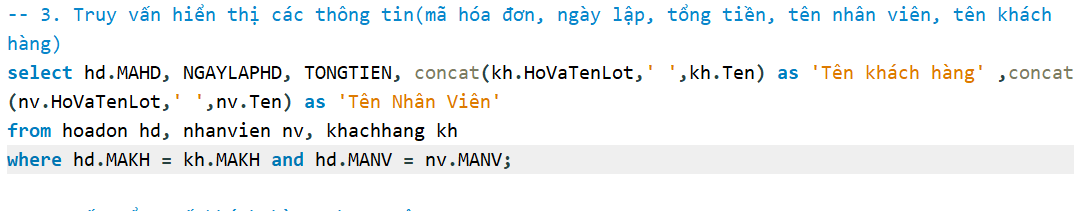 -- 3. Truy vấn hiển thị các thông tin(mã hóa đơn, ngày lập, tổng tiền, tên nhân viên, tên khách
hàng)
select hd.MAHD, NGAYLAPHD, TONGTIEN, concat(kh.HoVaTenLot,' ',kh.Ten) as 'Tên khách hàng' ,concat
(nv.HoVaTenLot,' ',nv.Ten) as 'Tên Nhân Viên'
from hoadon hd, nhanvien nv, khachhang kh
where hd.MAKH = kh.MAKH and hd.MANV = nv.MANV;